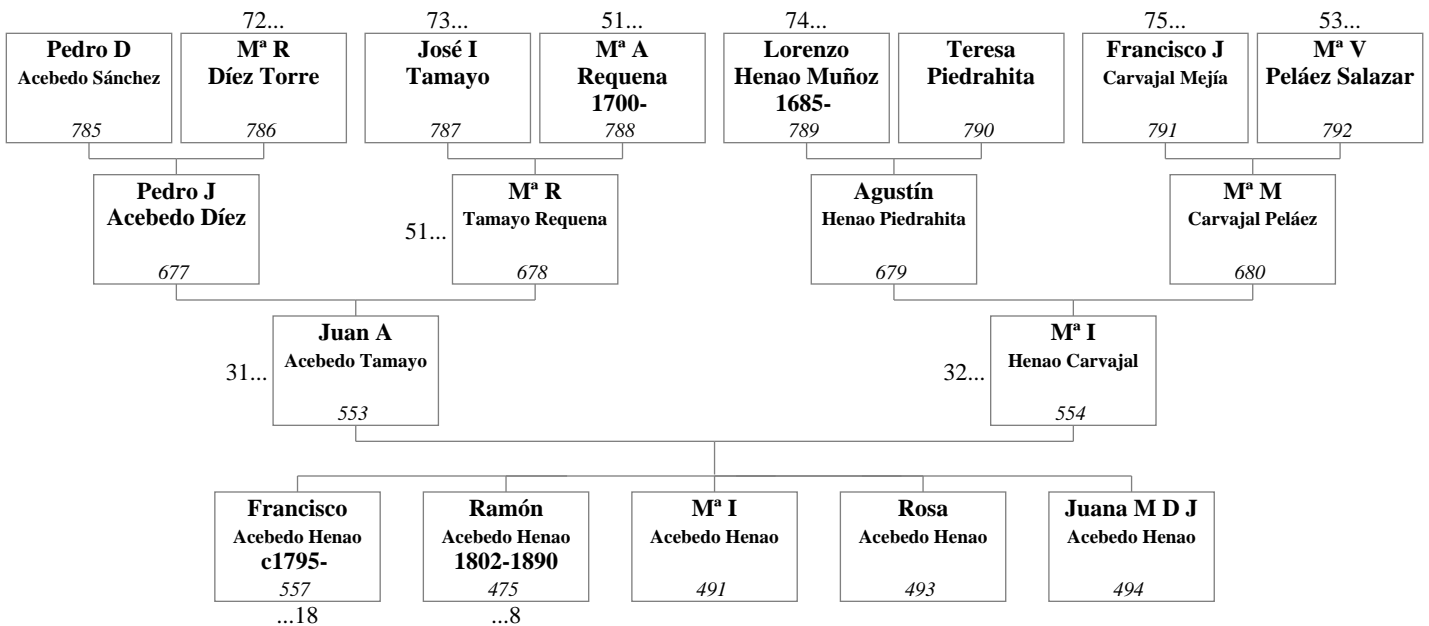 72... 73... 51... 74... 75... 53...
Pedro D
Acebedo Sánchez
785
Mª R
Díez Torre
786
José I
Tamayo
787
Mª A
Requena
1700-
788
Lorenzo
Henao Muñoz
1685-
789
Teresa
Piedrahita
790
Francisco J
Carvajal Mejía
791
Mª V
Peláez Salazar
792
Pedro J
Acebedo Díez
677
51...
Mª R
Tamayo Requena
678
Agustín
Henao Piedrahita
679
Mª M
Carvajal Peláez
680
31...
Juan A
Acebedo Tamayo
553
32...
Mª I
Henao Carvajal
554
Francisco
Acebedo Henao
c1795-
557
...18
Ramón
Acebedo Henao
1802-1890
475
...8
Mª I
Acebedo Henao
491
Rosa
Acebedo Henao
493
Juana M D J
Acebedo Henao
494